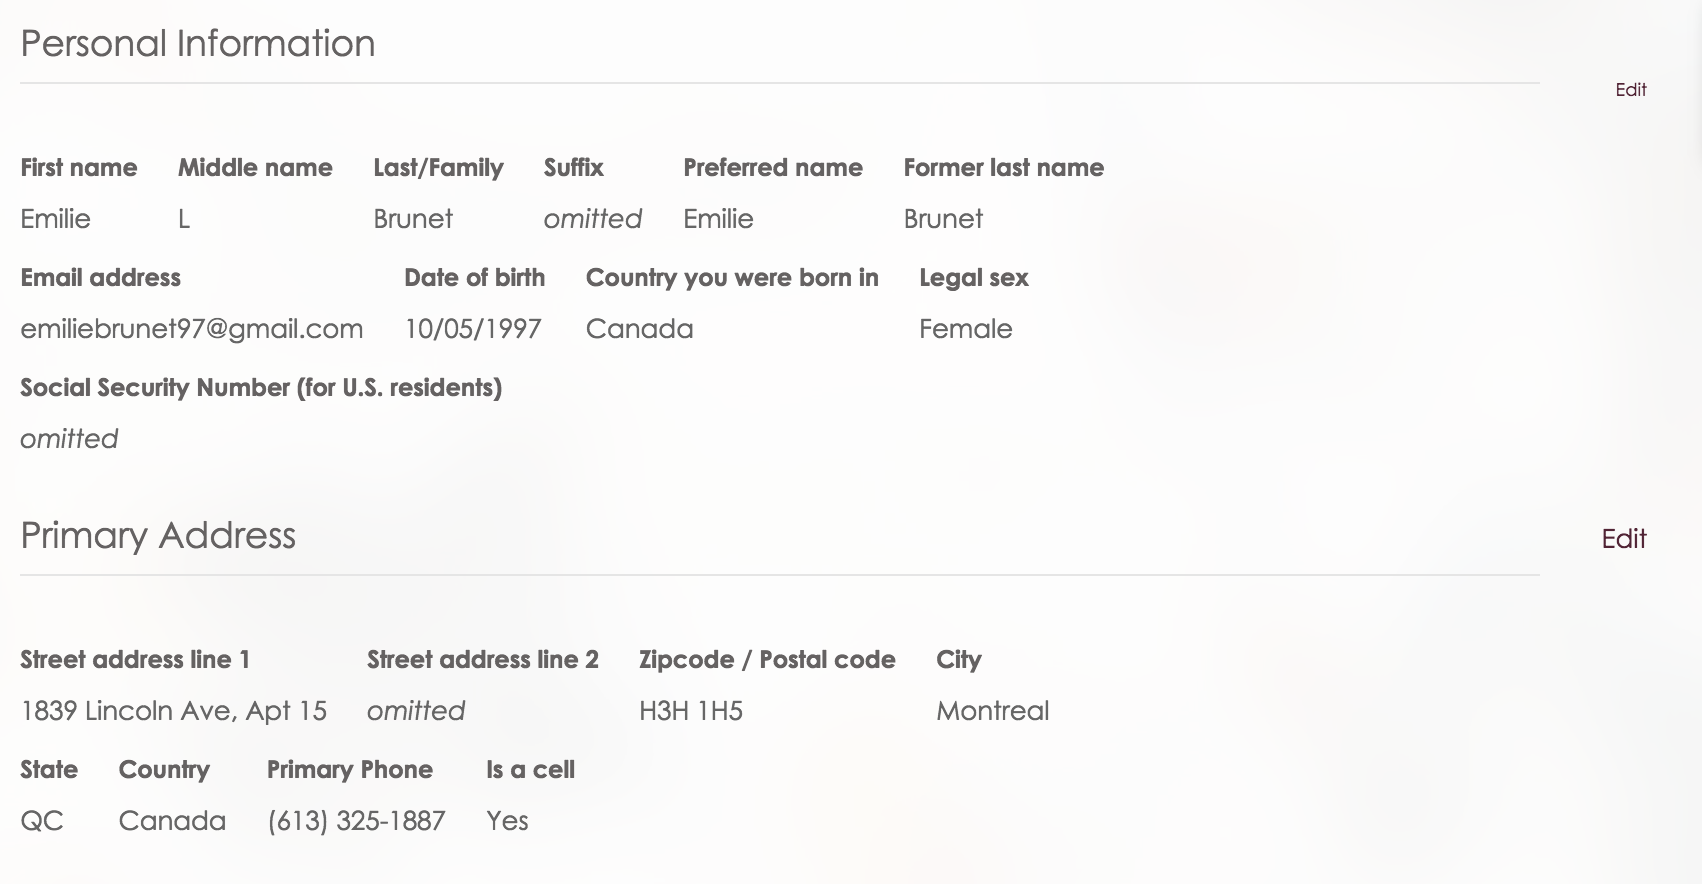 Personal Information
Edit
First name Middle name Last/Family Suffix Preferred name Former last name
Emilie L Brunet omitted Emilie Brunet
Email address Date of birth Country you were born in Legal sex
emiliebrunet97@gmail.com 10/05/1997 Canada Female
Social Security Number (for U.S. residents)
omitted
Primary Address Edit
Street address line 1 Street address line 2 Zipcode / Postal code City
1839 Lincoln Ave, Apt 15 omitted H3H 1H5 Montreal
State Country Primary Phone Is a cell
QC Canada (613) 325-1887 Yes